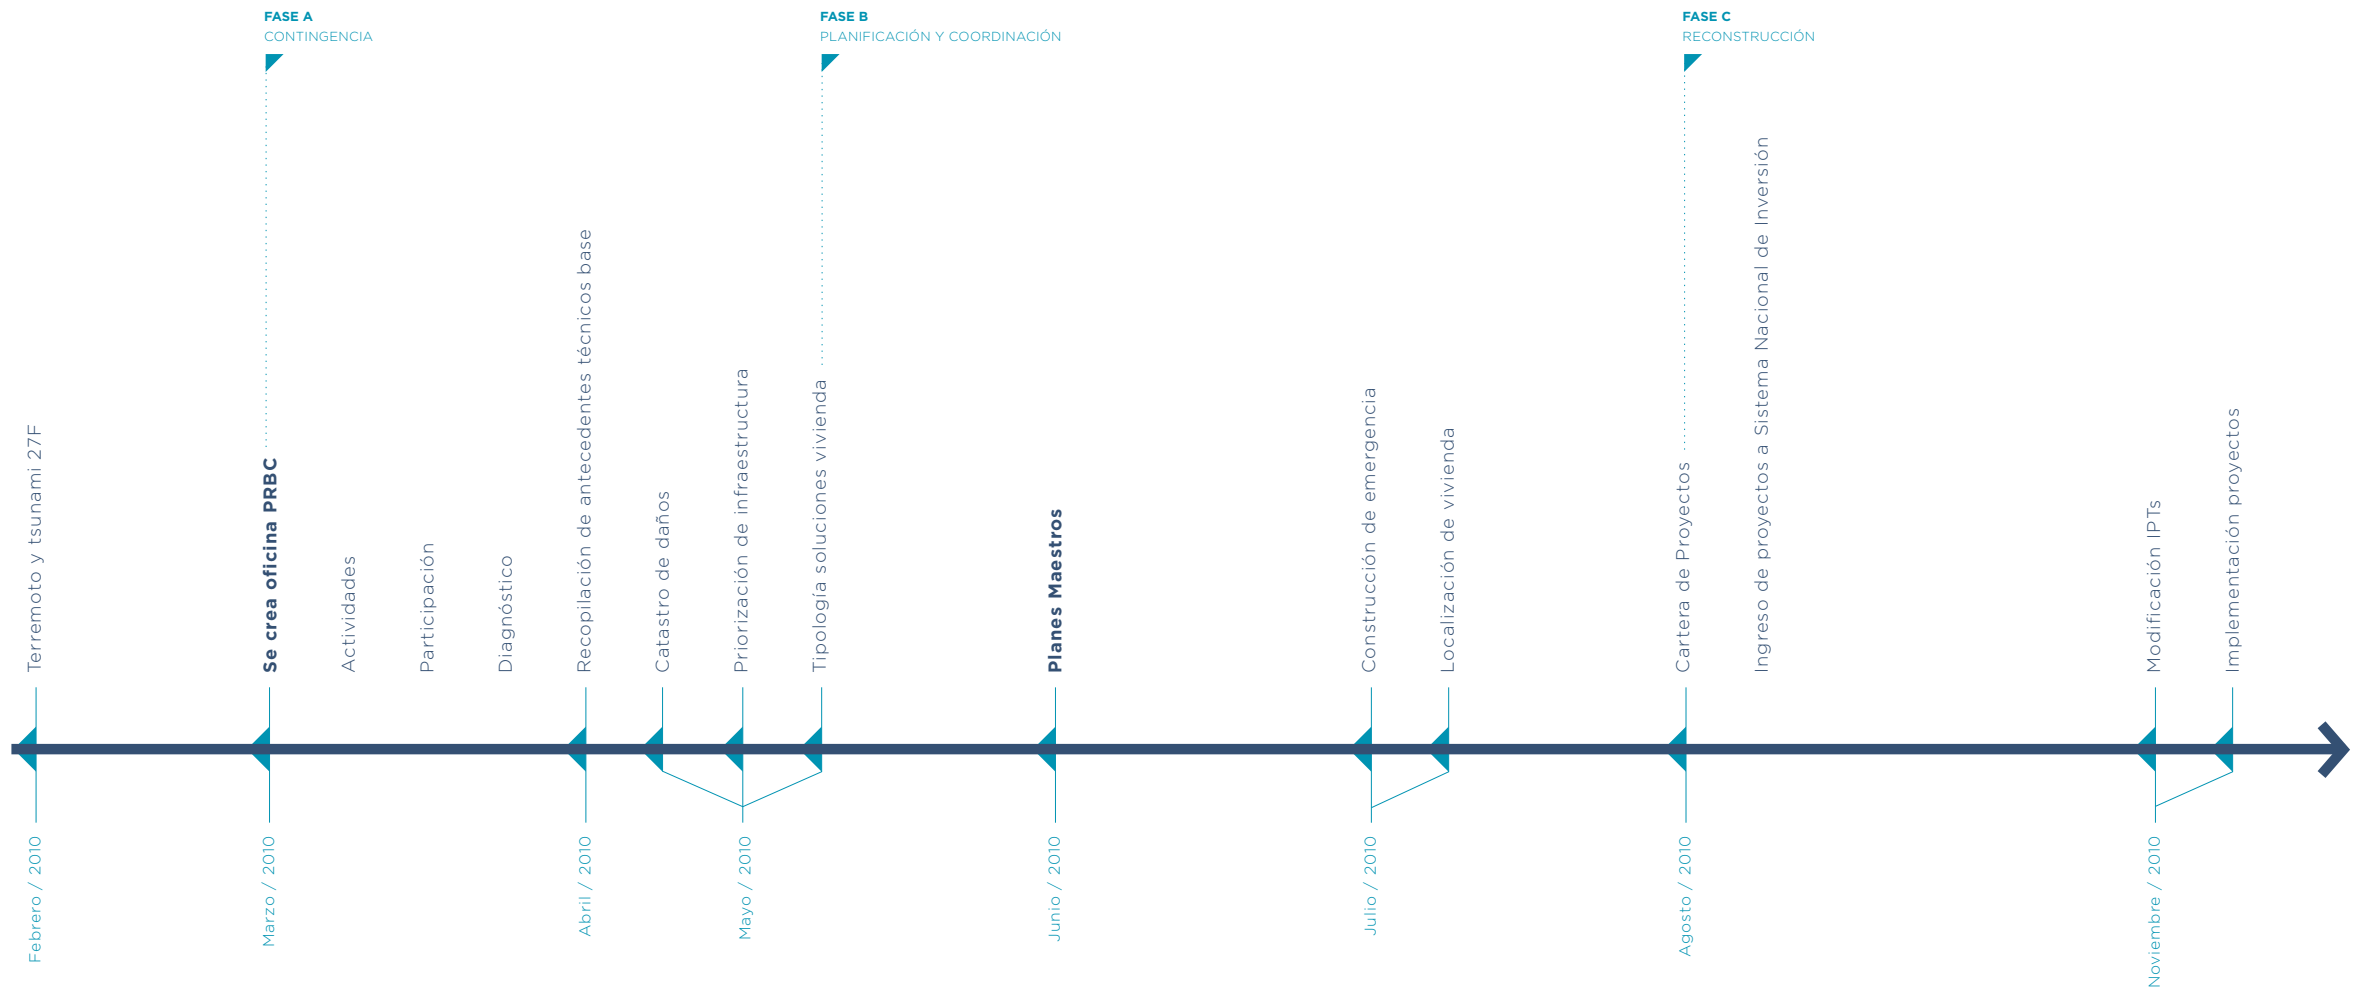 FASE A
CONTINGENCIA
FASE B
PLANIFICACIÓN Y COORDINACIÓN
FASE C
RECONSTRUCCIÓN
Terremoto y tsunami 27F
Se crea oficina PRBC
Actividades
Participación
Diagnóstico
Recopilación de antecedentes técnicos base
Catastro de daños
Priorización de infraestructura
Tipología soluciones vivienda
Planes Maestros
Construcción de emergencia
Localización de vivienda
Cartera de Proyectos
Ingreso de proyectos a Sistema Nacional de Inversión
Modificación IPTs
Implementación proyectos
Febrero / 2010
Marzo / 2010
Abril / 2010
Mayo / 2010
Junio / 2010
Julio / 2010
Agosto / 2010
Noviembre / 2010